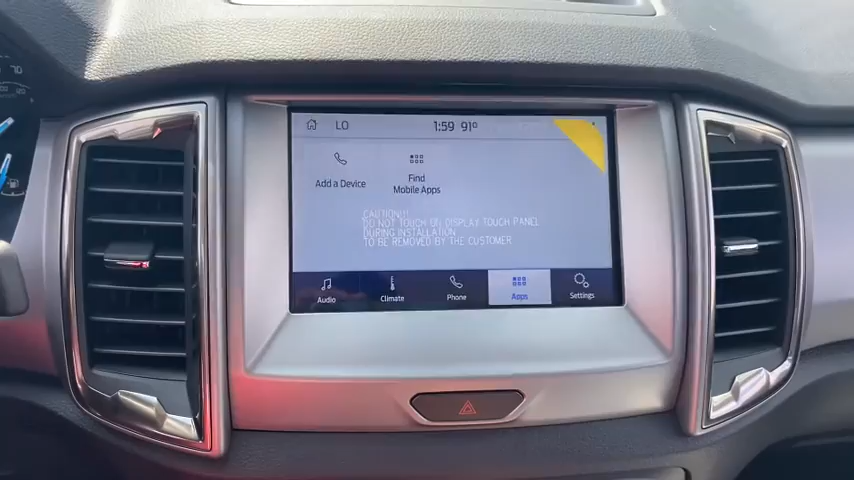 LO
1:59 91°
Add a Device
Find
Mobile Apps
CAUTION!!!
DO NOT TOUCH ON DISPLAY TOUCH PANEL
DURING INSTALLATION
TO BE REMOVED BY THE CUSTOMER
Audio
Climate
Phone
Apps
Settings